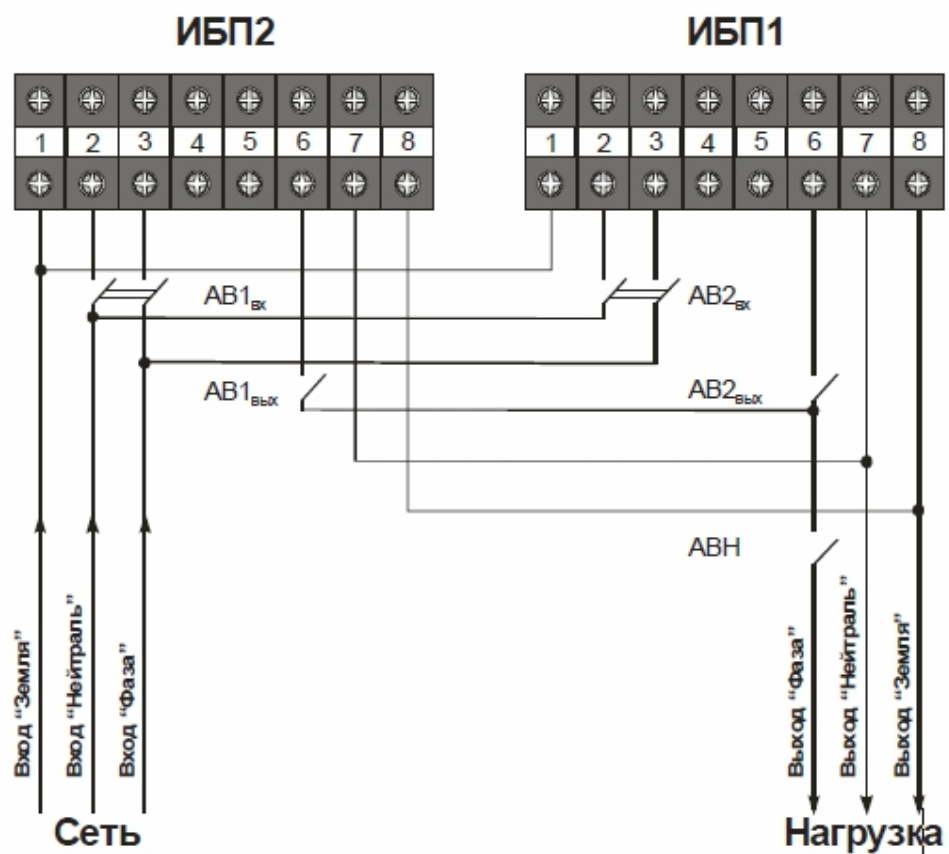 ИБП2
ИБП1
1 2 3 4 5 6 7 8
1 2 3 4 5 6 7 8
АВ1вх
АВ2вх
АВ1вых
АВ2вых
АВН
Вход “Земля”
Вход “Нейтраль”
Вход “Фаза”
Выход “Фаза”
Выход “Нейтраль”
Выход “Земля”
Сеть
Нагрузка